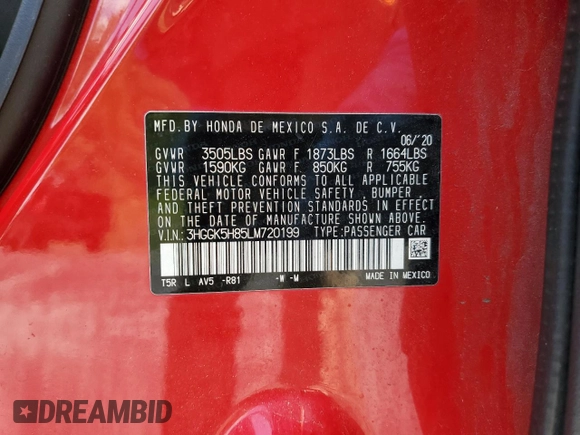 MFD.BY HONDA DE MEXICO S.A. DE C.V.
06/'20
GVWR 3505LBS GAWR F 1873LBS R 1664LBS
GVWR 1590KG GAWR F 850KG R 755KG
THIS VEHICLE CONFORMS TO ALL APPLICABLE
FEDERAL MOTOR VEHICLE SAFETY, BUMPER
AND THEFT PREVENTION STANDARDS IN EFFECT
ON THE DATE OF MANUFACTURE SHOWN ABOVE.
V.I.N: 3HGGK5H85LM720199 TYPE:PASSENGER CAR
T5R L AV5 -R81 -W -M MADE IN MEXICO
DREAMBID